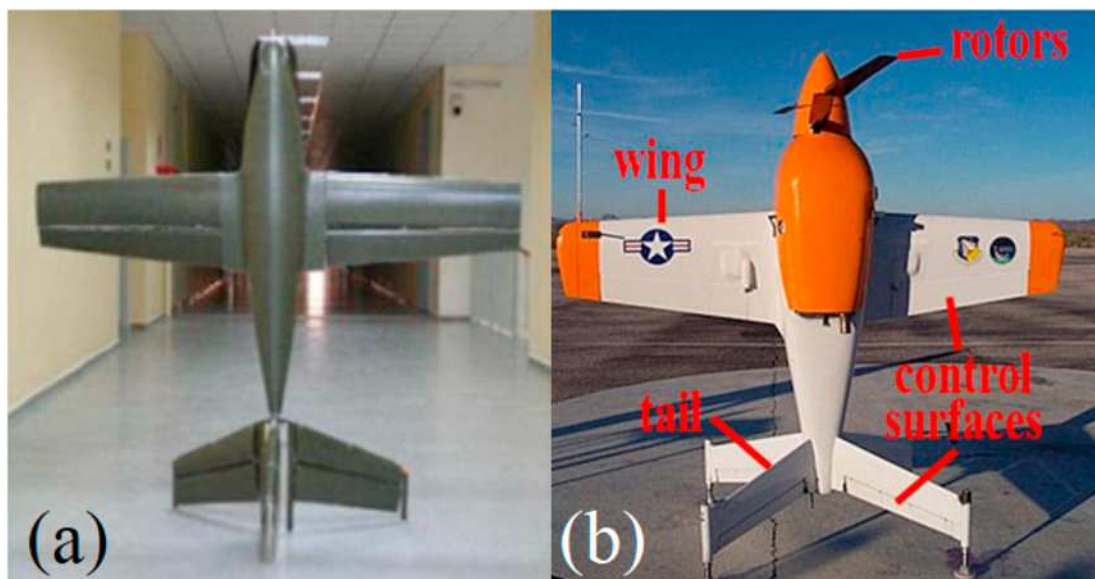 rotors
wing
control
surfaces
tail
(a)
(b)